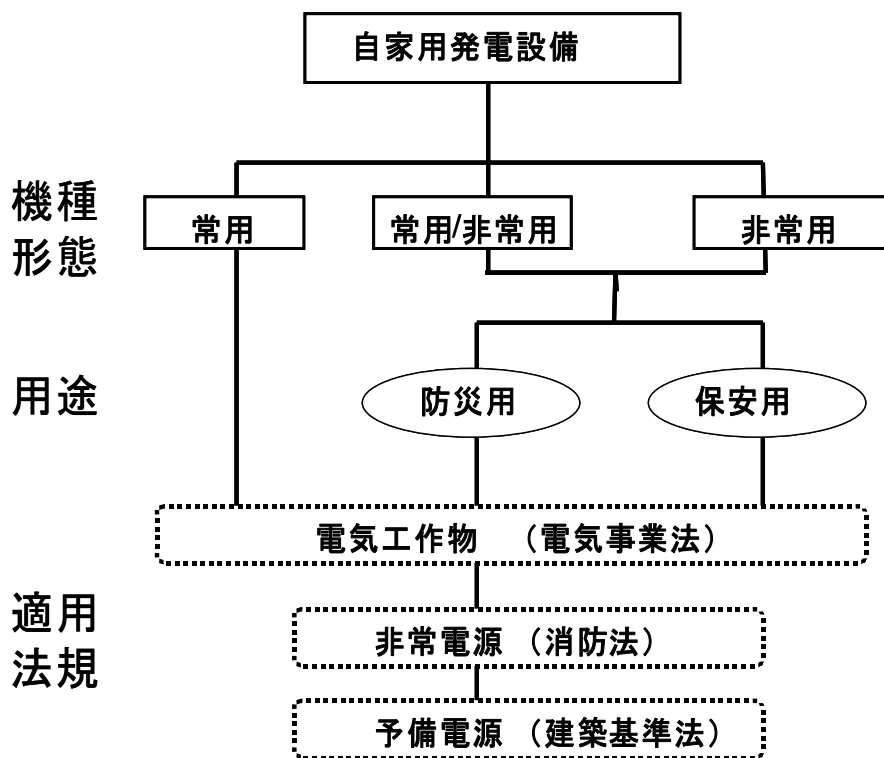 自家用発電設備
機種
形態
常用
常用/非常用
非常用
用途
防災用
保安用
電気工作物 （電気事業法）
適用
法規
非常電源 （消防法）
予備電源 （建築基準法）